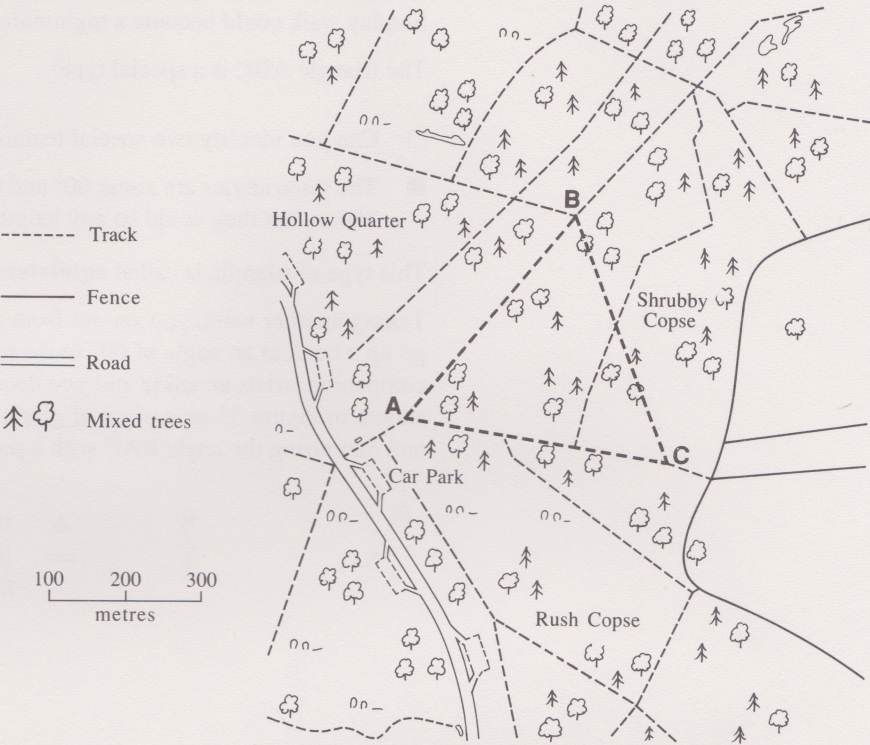 B
Hollow Quarter
Track
Fence
Shrubby
Copse
Road
Mixed trees
A
C
Car Park
100 200 300
metres
Rush Copse